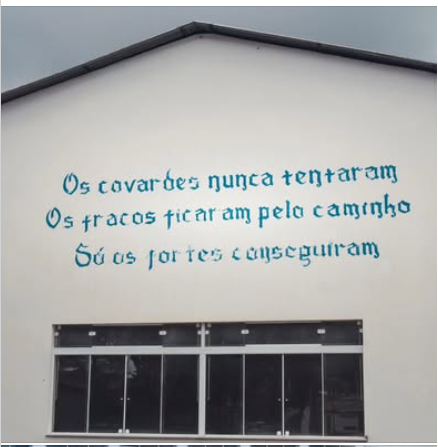 Os covardes nunca tentaram
Os fracos ficaram pelo caminho
Só os fortes conseguiram